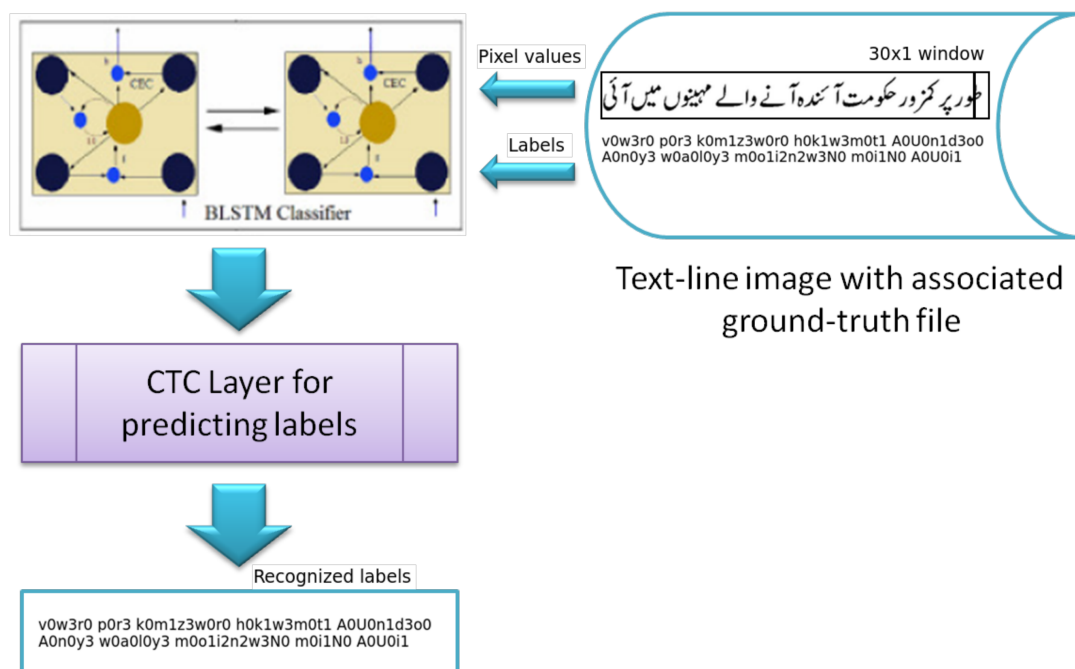 Pixel values
30x1 window
طور پر کمزور حکومت آئندہ آنے والے مہینوں میں آئی
v0w3r0 p0r3 k0m1z3w0r0 h0k1w3m0t1 A0U0n1d3o0
A0n0y3 w0a0l0y3 m0o1i2n2w3N0 m0i1N0 A0U0i1
Labels
CEC
CEC
BLSTM Classifier
Text-line image with associated
ground-truth file
CTC Layer for
predicting labels
Recognized labels
v0w3r0 p0r3 k0m1z3w0r0 h0k1w3m0t1 A0U0n1d3o0
A0n0y3 w0a0l0y3 m0o1i2n2w3N0 m0i1N0 A0U0i1